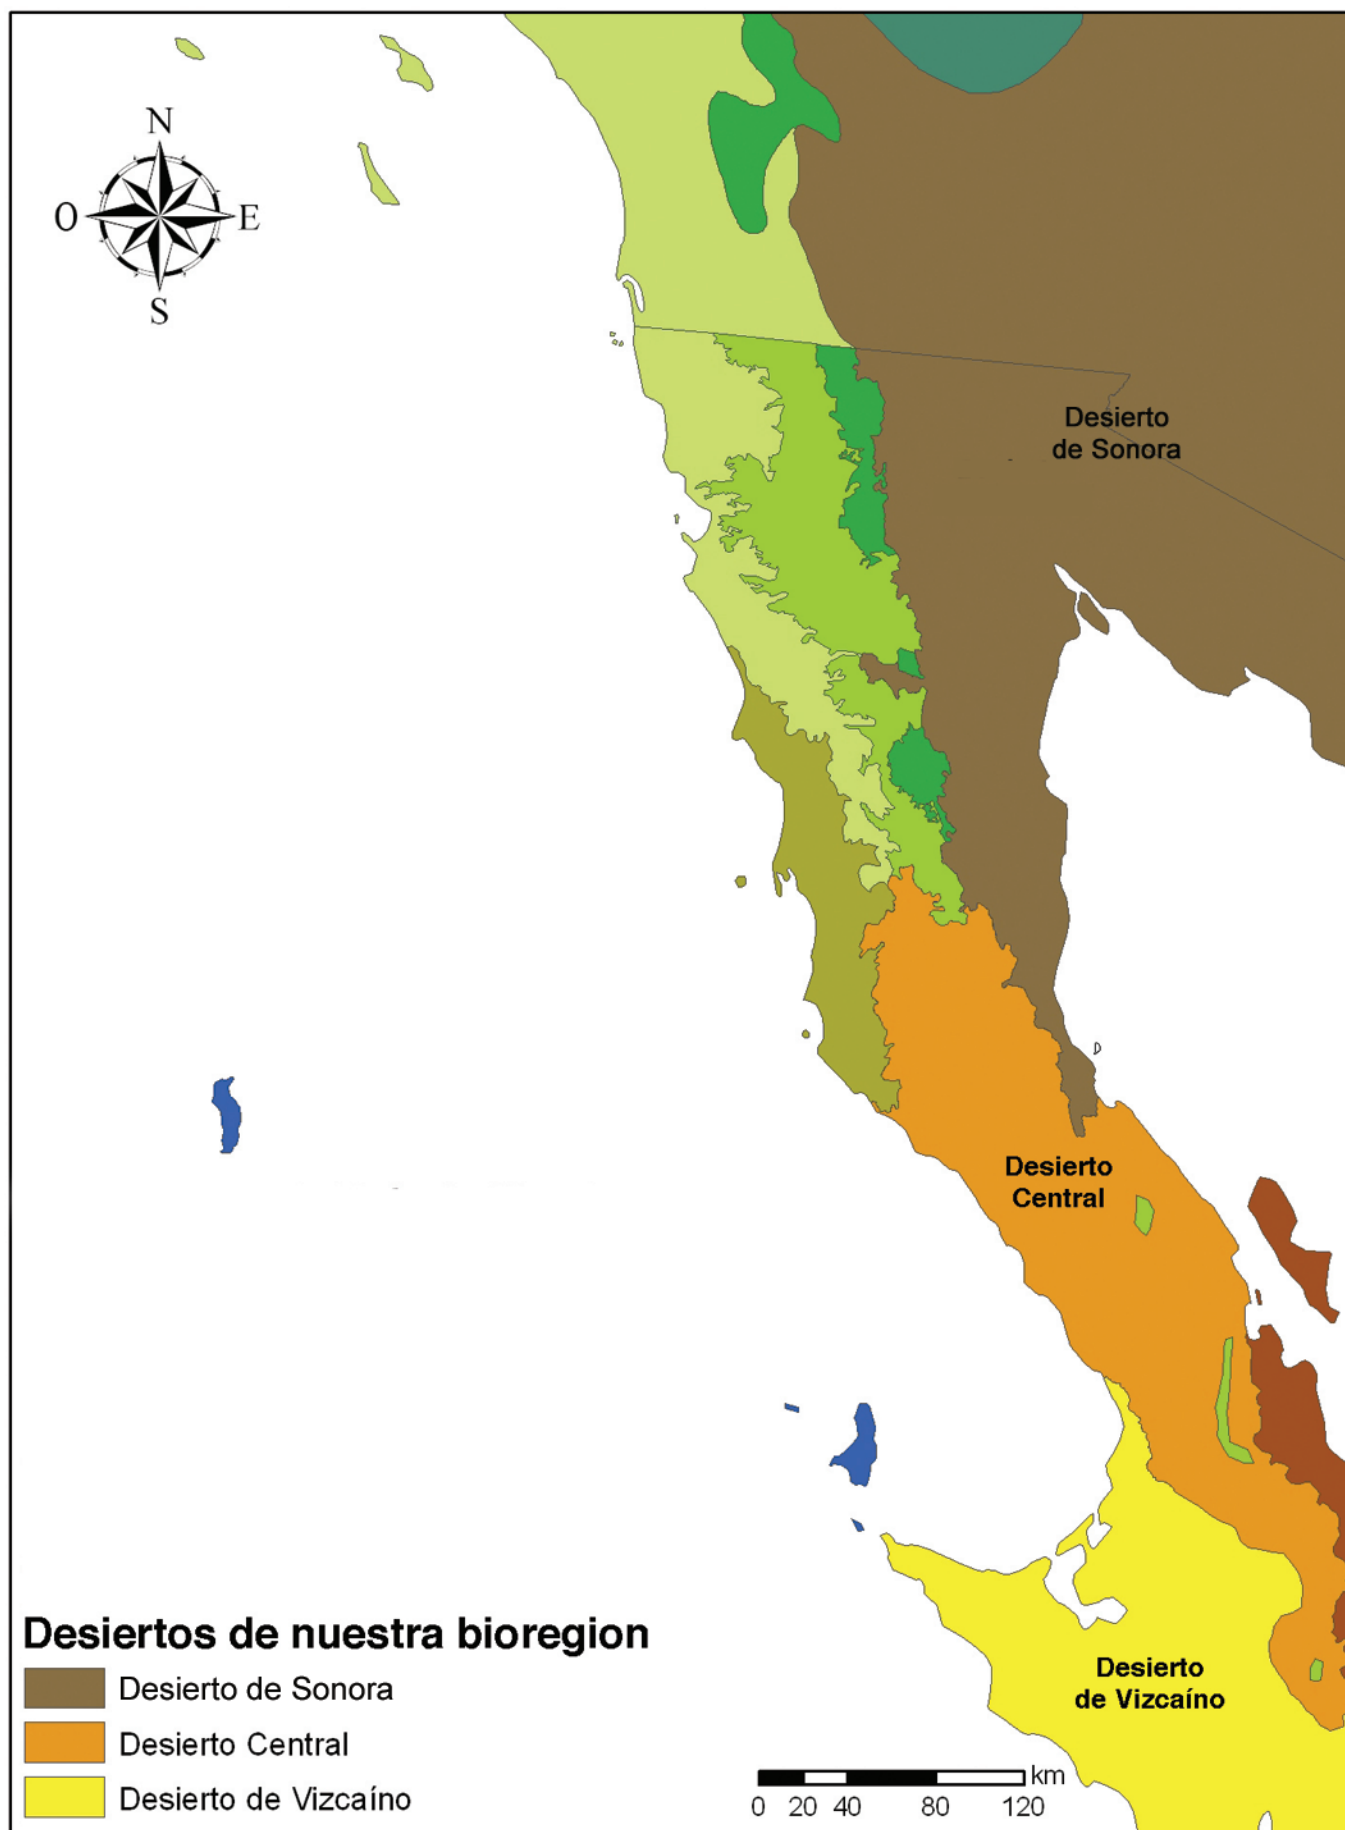 N
O
E
S
Desierto
de Sonora
Desierto
Central
Desierto
de Vizcaíno
Desiertos de nuestra bioregion
Desierto de Sonora
Desierto Central
Desierto de Vizcaíno
km
0 20 40 80 120